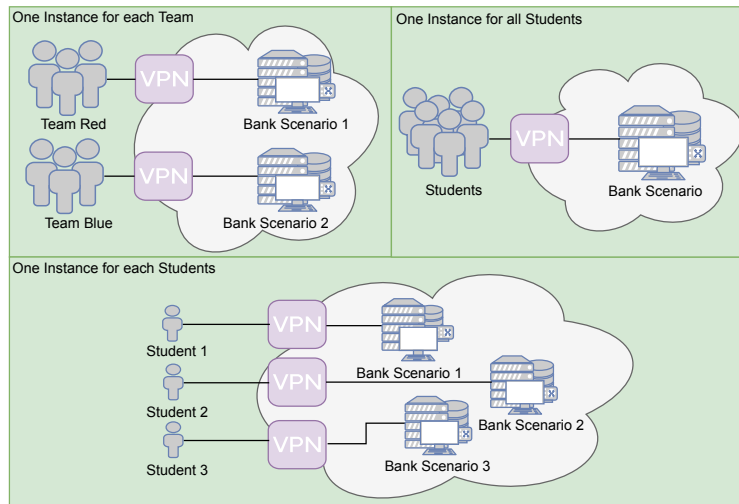 One Instance for each Team
VPN
Team Red
Bank Scenario 1
VPN
Team Blue
Bank Scenario 2
One Instance for all Students
VPN
Students
Bank Scenario
One Instance for each Students
VPN
Student 1
Bank Scenario 1
VPN
Student 2
Bank Scenario 2
VPN
Student 3
Bank Scenario 3